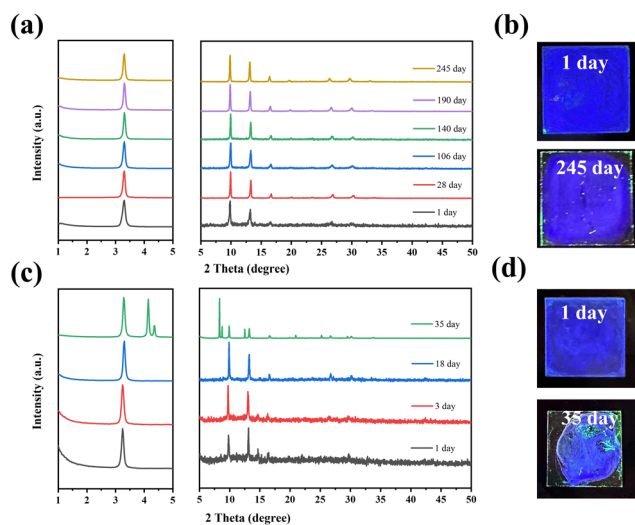 (a)
Intensity (a.u.)
245 day
190 day
140 day
106 day
28 day
1 day
1 2 3 4 5
5 10 15 20 25 30 35 40 45 50
2 Theta (degree)
(b)
1 day
245 day
(c)
Intensity (a.u.)
35 day
18 day
3 day
1 day
1 2 3 4 5
5 10 15 20 25 30 35 40 45 50
2 Theta (degree)
(d)
1 day
35 day